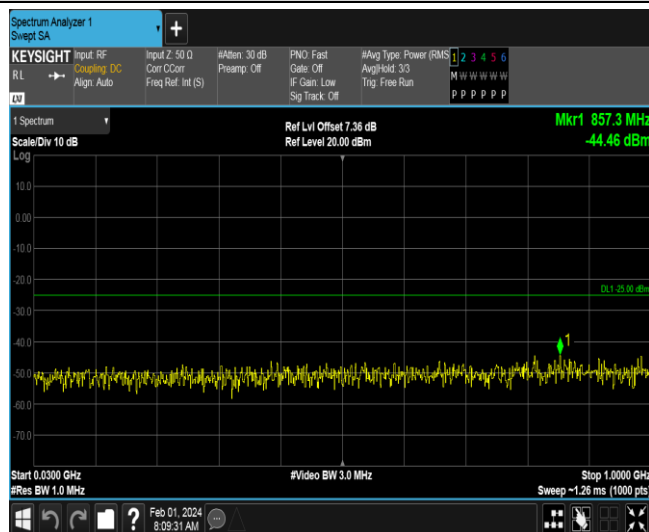 Spectrum Analyzer 1
Swept SA
KEYSIGHT
RL
LXI
Input: RF
Coupling: DC
Align: Auto
Input Z: 50 Ω
Corr CCorr
Freq Ref: Int (S)
#Atten: 30 dB
Preamp: Off
PNO: Fast
Gate: Off
IF Gain: Low
Sig Track: Off
#Avg Type: Power (RMS
Avg|Hold: 3/3
Trig: Free Run
1 2 3 4 5 6
M W W W W W
P P P P P P
1 Spectrum
Scale/Div 10 dB
Log
Ref Lvl Offset 7.36 dB
Ref Level 20.00 dBm
Mkr1 857.3 MHz
-44.46 dBm
10.0
0.00
-10.0
-20.0
DL1 -25.00 dBm
-30.0
-40.0
1
-50.0
-60.0
-70.0
Start 0.0300 GHz
#Res BW 1.0 MHz
#Video BW 3.0 MHz
Stop 1.0000 GHz
Sweep ~1.26 ms (1000 pts)
?
Feb 01, 2024
8:09:31 AM